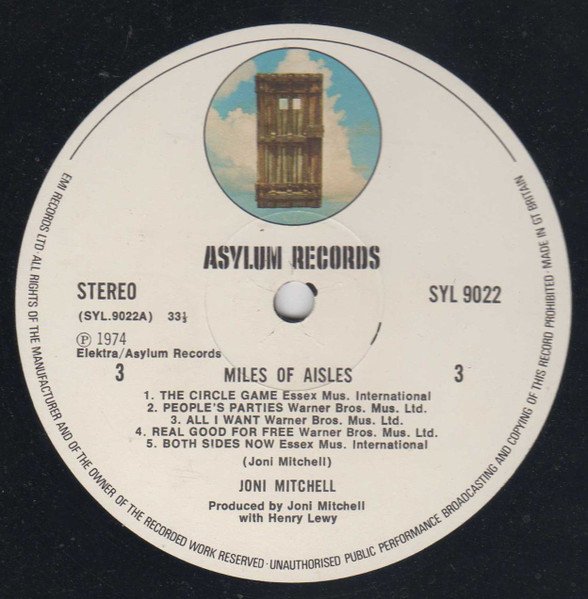 ASYLUM RECORDS
STEREO
SYL 9022
(SYL.9022A) 33⅓
Ⓟ 1974
Elektra/Asylum Records
3 MILES OF AISLES 3
1. THE CIRCLE GAME Essex Mus. International
2. PEOPLE'S PARTIES Warner Bros. Mus. Ltd.
3. ALL I WANT Warner Bros. Mus. Ltd.
4. REAL GOOD FOR FREE Warner Bros. Mus. Ltd.
5. BOTH SIDES NOW Essex Mus. International
(Joni Mitchell)
JONI MITCHELL
Produced by Joni Mitchell
with Henry Lewy
EMI RECORDS LTD ALL RIGHTS OF THE MANUFACTURER AND OF THE OWNER OF THE RECORDED WORK RESERVED·UNAUTHORISED PUBLIC PERFORMANCE BROADCASTING AND COPYING OF THIS RECORD PROHIBITED·MADE IN GT BRITAIN